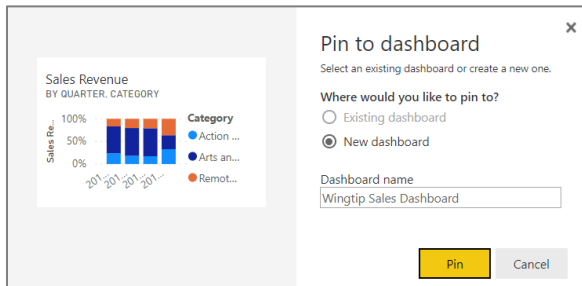 Sales Revenue
BY QUARTER, CATEGORY
Sales Re...
100%
50%
0%
201...
201...
201...
201...
Category
Action ...
Arts an...
Remot...
Pin to dashboard
Select an existing dashboard or create a new one.
Where would you like to pin to?
Existing dashboard
New dashboard
Dashboard name
Wingtip Sales Dashboard
Pin
Cancel